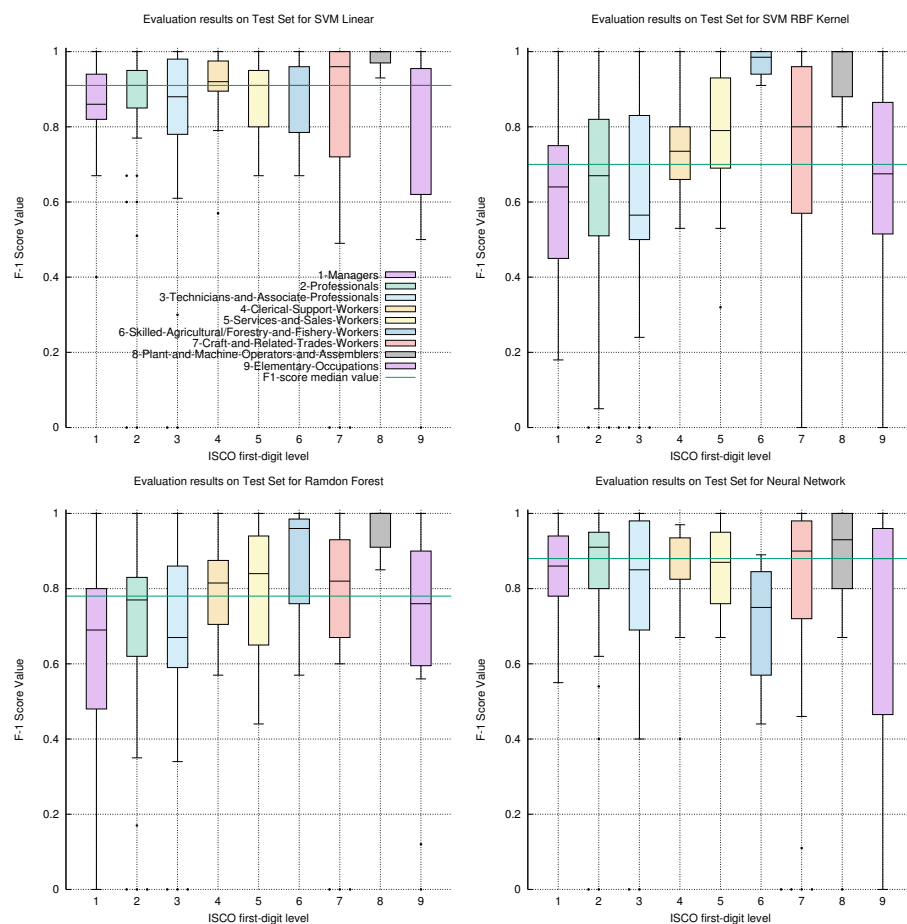 Evaluation results on Test Set for SVM Linear
1
0.8
0.6
0.4
0.2
0
F-1 Score Value
1-Managers
2-Professionals
3-Technicians-and-Associate-Professionals
4-Clerical-Support-Workers
5-Services-and-Sales-Workers
6-Skilled-Agricultural/Forestry-and-Fishery-Workers
7-Craft-and-Related-Trades-Workers
8-Plant-and-Machine-Operators-and-Assemblers
9-Elementary-Occupations
F1-score median value
1 2 3 4 5 6 7 8 9
ISCO first-digit level
Evaluation results on Test Set for SVM RBF Kernel
1
0.8
0.6
0.4
0.2
0
F-1 Score Value
1 2 3 4 5 6 7 8 9
ISCO first-digit level
Evaluation results on Test Set for Ramdon Forest
1
0.8
0.6
0.4
0.2
0
F-1 Score Value
1 2 3 4 5 6 7 8 9
ISCO first-digit level
Evaluation results on Test Set for Neural Network
1
0.8
0.6
0.4
0.2
0
F-1 Score Value
1 2 3 4 5 6 7 8 9
ISCO first-digit level